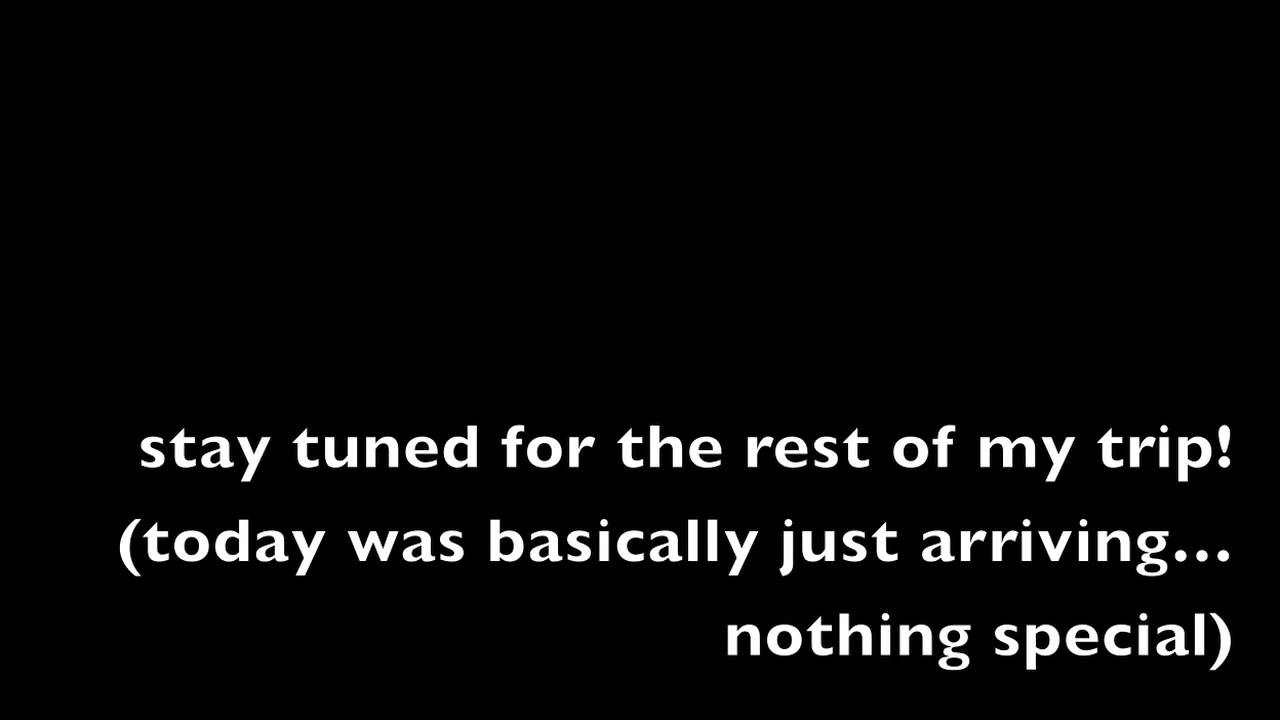 stay tuned for the rest of my trip!
(today was basically just arriving...
nothing special)